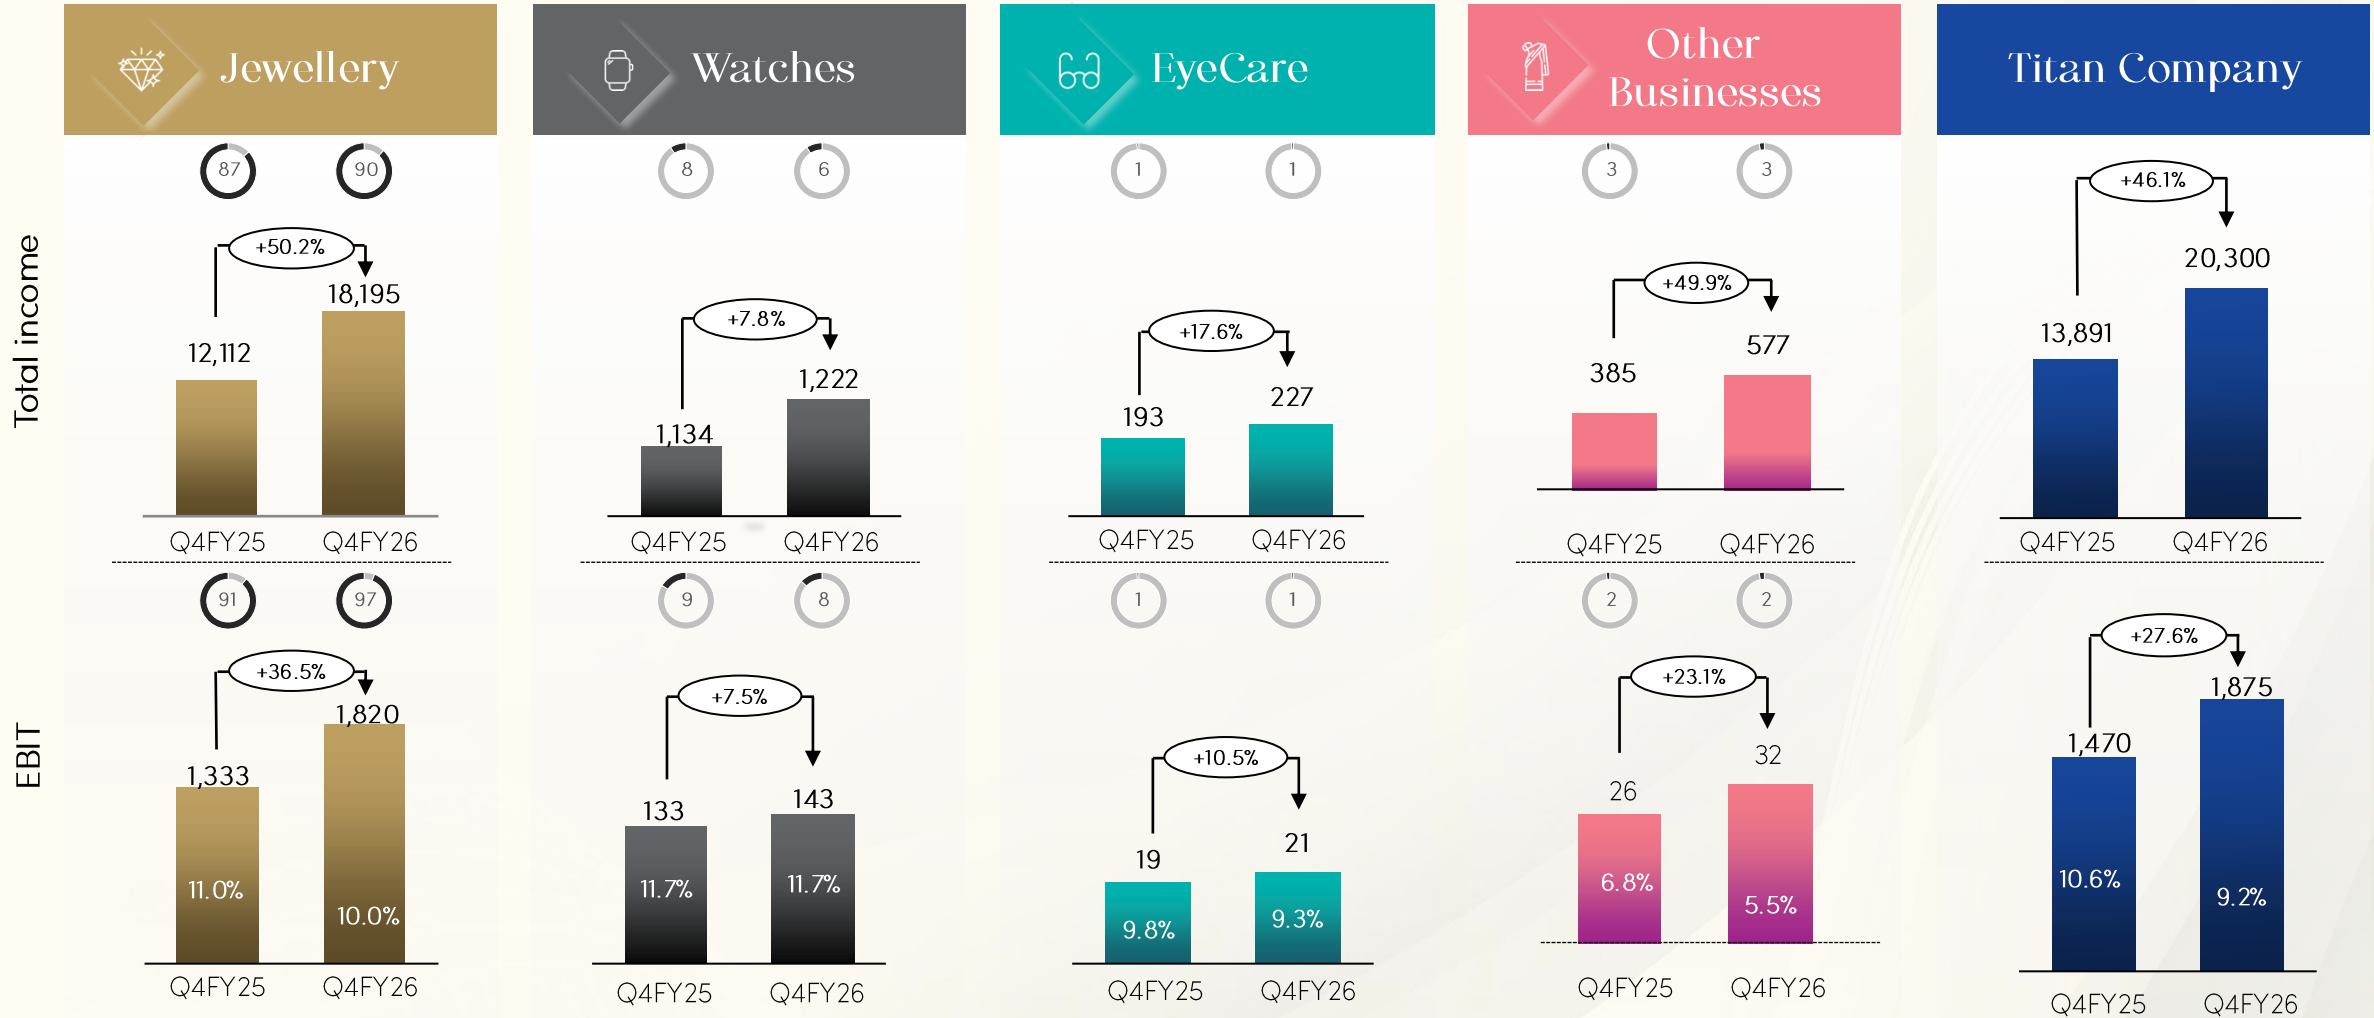 Jewellery
Watches
EyeCare
Other
Businesses
Titan Company
Total income
87
90
+50.2%
12,112
18,195
Q4FY25
Q4FY26
8
6
+7.8%
1,134
1,222
Q4FY25
Q4FY26
1
1
+17.6%
193
227
Q4FY25
Q4FY26
3
3
+49.9%
385
577
Q4FY25
Q4FY26
+46.1%
13,891
20,300
Q4FY25
Q4FY26
EBIT
91
97
+36.5%
1,333
1,820
11.0%
10.0%
Q4FY25
Q4FY26
9
8
+7.5%
133
143
11.7%
11.7%
Q4FY25
Q4FY26
1
1
+10.5%
19
21
9.8%
9.3%
Q4FY25
Q4FY26
2
2
+23.1%
26
32
6.8%
5.5%
Q4FY25
Q4FY26
+27.6%
1,470
1,875
10.6%
9.2%
Q4FY25
Q4FY26